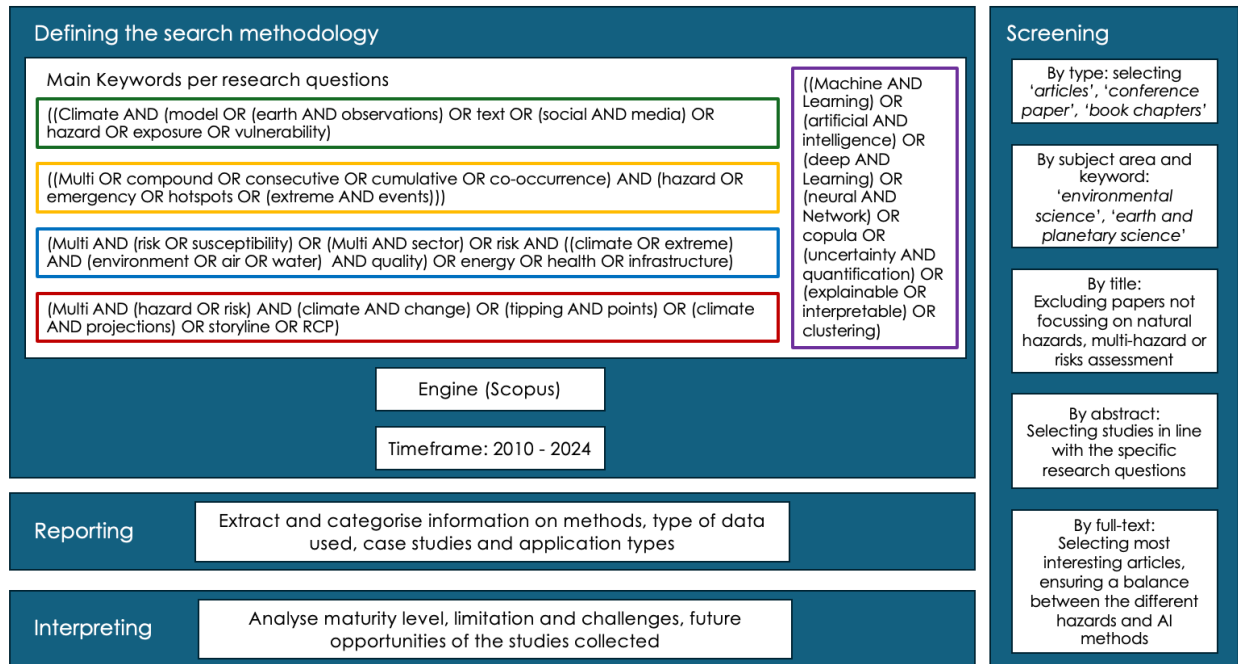 Defining the search methodology
Main Keywords per research questions
((Climate AND (model OR (earth AND observations) OR text OR (social AND media) OR
hazard OR exposure OR vulnerability)
((Multi OR compound OR consecutive OR cumulative OR co-occurrence) AND (hazard OR
emergency OR hotspots OR (extreme AND events)))
(Multi AND (risk OR susceptibility) OR (Multi AND sector) OR risk AND ((climate OR extreme)
AND (environment OR air OR water) AND quality) OR energy OR health OR infrastructure)
(Multi AND (hazard OR risk) AND (climate AND change) OR (tipping AND points) OR (climate
AND projections) OR storyline OR RCP)
((Machine AND
Learning) OR
(artificial AND
intelligence) OR
(deep AND
Learning) OR
(neural AND
Network) OR
copula OR
(uncertainty AND
quantification) OR
(explainable OR
interpretable) OR
clustering)
Engine (Scopus)
Timeframe: 2010 - 2024
Reporting
Extract and categorise information on methods, type of data
used, case studies and application types
Interpreting
Analyse maturity level, limitation and challenges, future
opportunities of the studies collected
Screening
By type: selecting
‘articles’, ‘conference
paper’, ‘book chapters’
By subject area and
keyword:
‘environmental
science’, ‘earth and
planetary science’
By title:
Excluding papers not
focussing on natural
hazards, multi-hazard or
risks assessment
By abstract:
Selecting studies in line
with the specific
research questions
By full-text:
Selecting most
interesting articles,
ensuring a balance
between the different
hazards and AI
methods